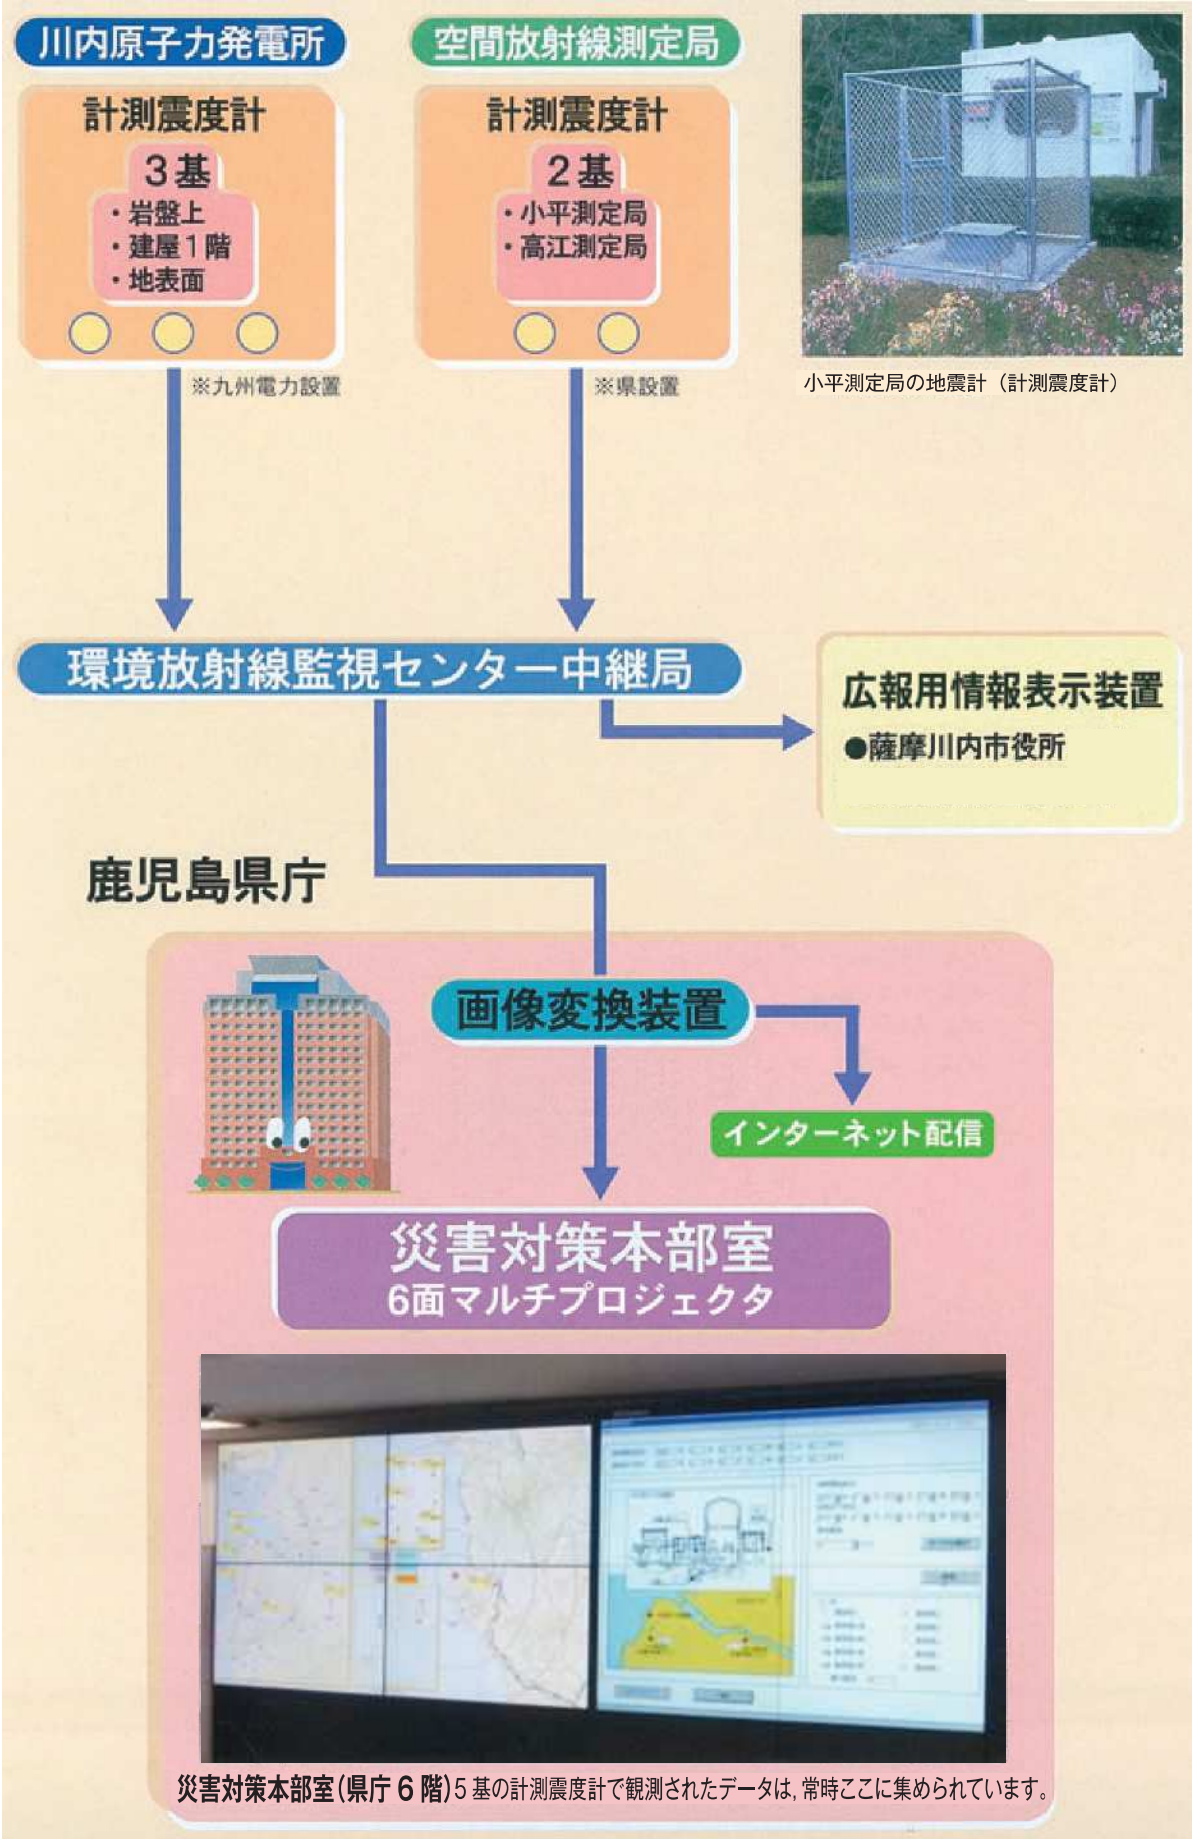 川内原子力発電所
計測震度計
3基
・岩盤上
・建屋1階
・地表面
※九州電力設置
空間放射線測定局
計測震度計
2基
・小平測定局
・高江測定局
※県設置
小平測定局の地震計（計測震度計）
環境放射線監視センター中継局
広報用情報表示装置
●薩摩川内市役所
鹿児島県庁
画像変換装置
インターネット配信
災害対策本部室
6面マルチプロジェクタ
災害対策本部室(県庁6階)5基の計測震度計で観測されたデータは,常時ここに集められています。